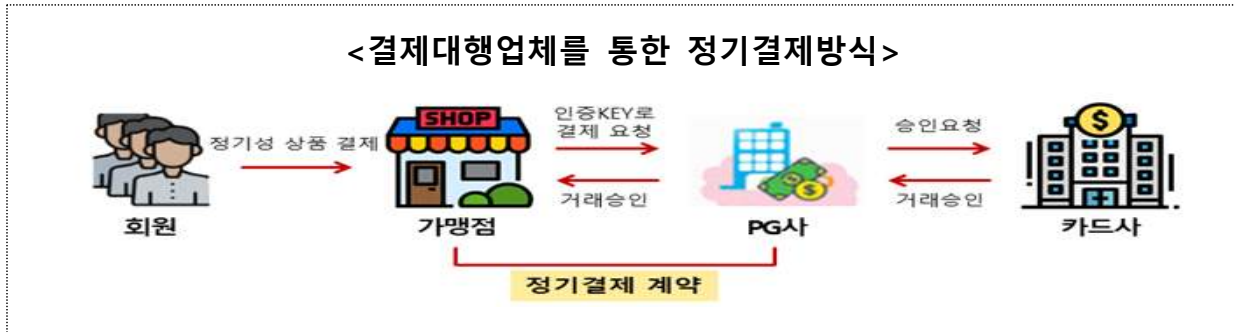 <결제대행업체를 통한 정기결제방식>
정기성 상품 결제
SHOP
인증KEY로
결제 요청
거래승인
승인요청
거래승인
회원
가맹점
PG사
카드사
정기결제 계약